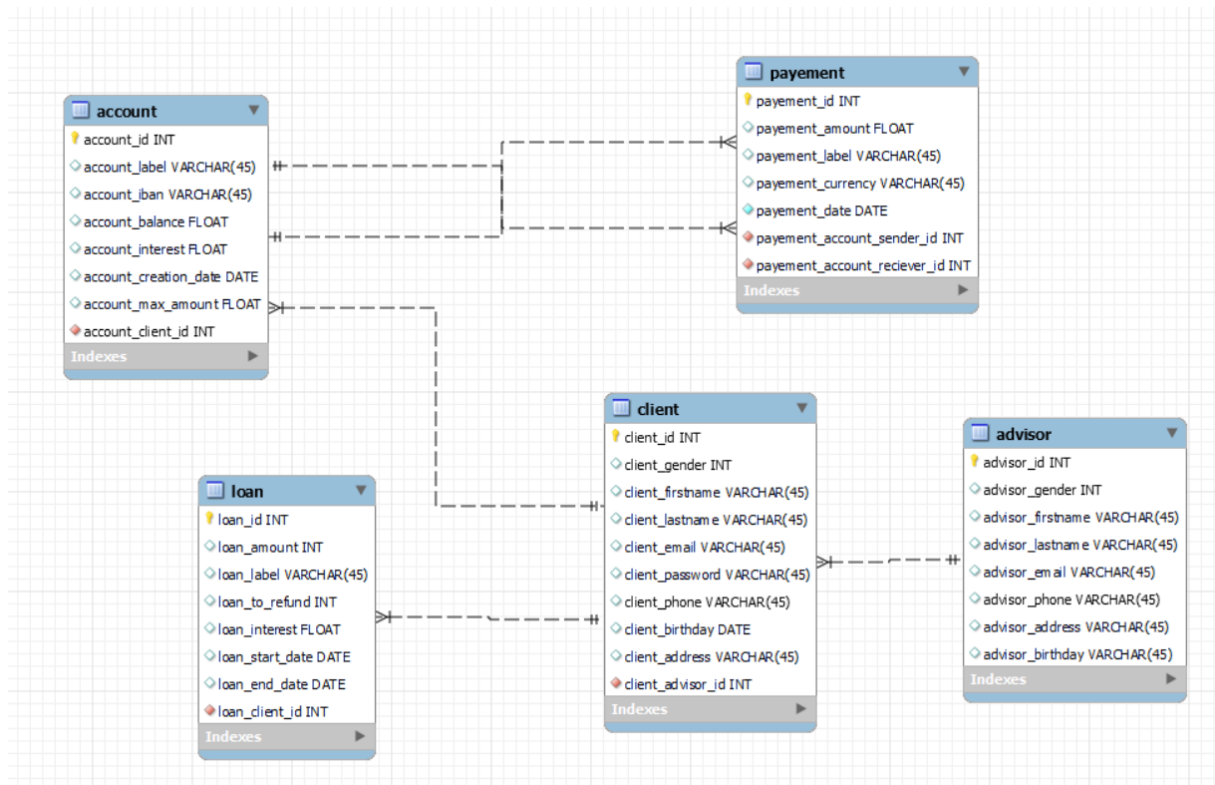 account
account_id INT
account_label VARCHAR(45)
account_iban VARCHAR(45)
account_balance FLOAT
account_interest FLOAT
account_creation_date DATE
account_max_amount FLOAT
account_client_id INT
Indexes
payement
payement_id INT
payement_amount FLOAT
payement_label VARCHAR(45)
payement_currency VARCHAR(45)
payement_date DATE
payement_account_sender_id INT
payement_account_reciever_id INT
Indexes
loan
loan_id INT
loan_amount INT
loan_label VARCHAR(45)
loan_to_refund INT
loan_interest FLOAT
loan_start_date DATE
loan_end_date DATE
loan_client_id INT
Indexes
client
client_id INT
client_gender INT
client_firstname VARCHAR(45)
client_lastname VARCHAR(45)
client_email VARCHAR(45)
client_password VARCHAR(45)
client_phone VARCHAR(45)
client_birthday DATE
client_address VARCHAR(45)
client_advisor_id INT
Indexes
advisor
advisor_id INT
advisor_gender INT
advisor_firstname VARCHAR(45)
advisor_lastname VARCHAR(45)
advisor_email VARCHAR(45)
advisor_phone VARCHAR(45)
advisor_address VARCHAR(45)
advisor_birthday VARCHAR(45)
Indexes